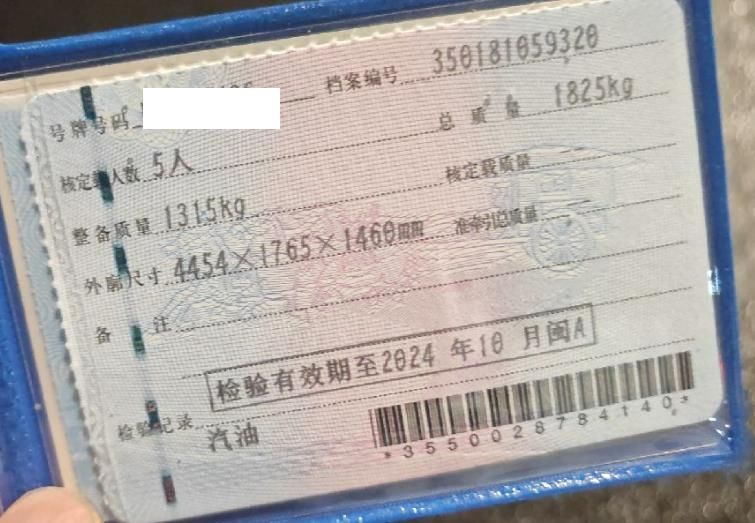 号牌号码 档案编号 350181059320
核定载人数 5人 总质量 1825kg
整备质量 1315kg 核定载质量
外廓尺寸 4454×1765×1460mm 准牵引总质量
备注
检验有效期至2024年10月闽A
检验记录 汽油
*3550028784140*